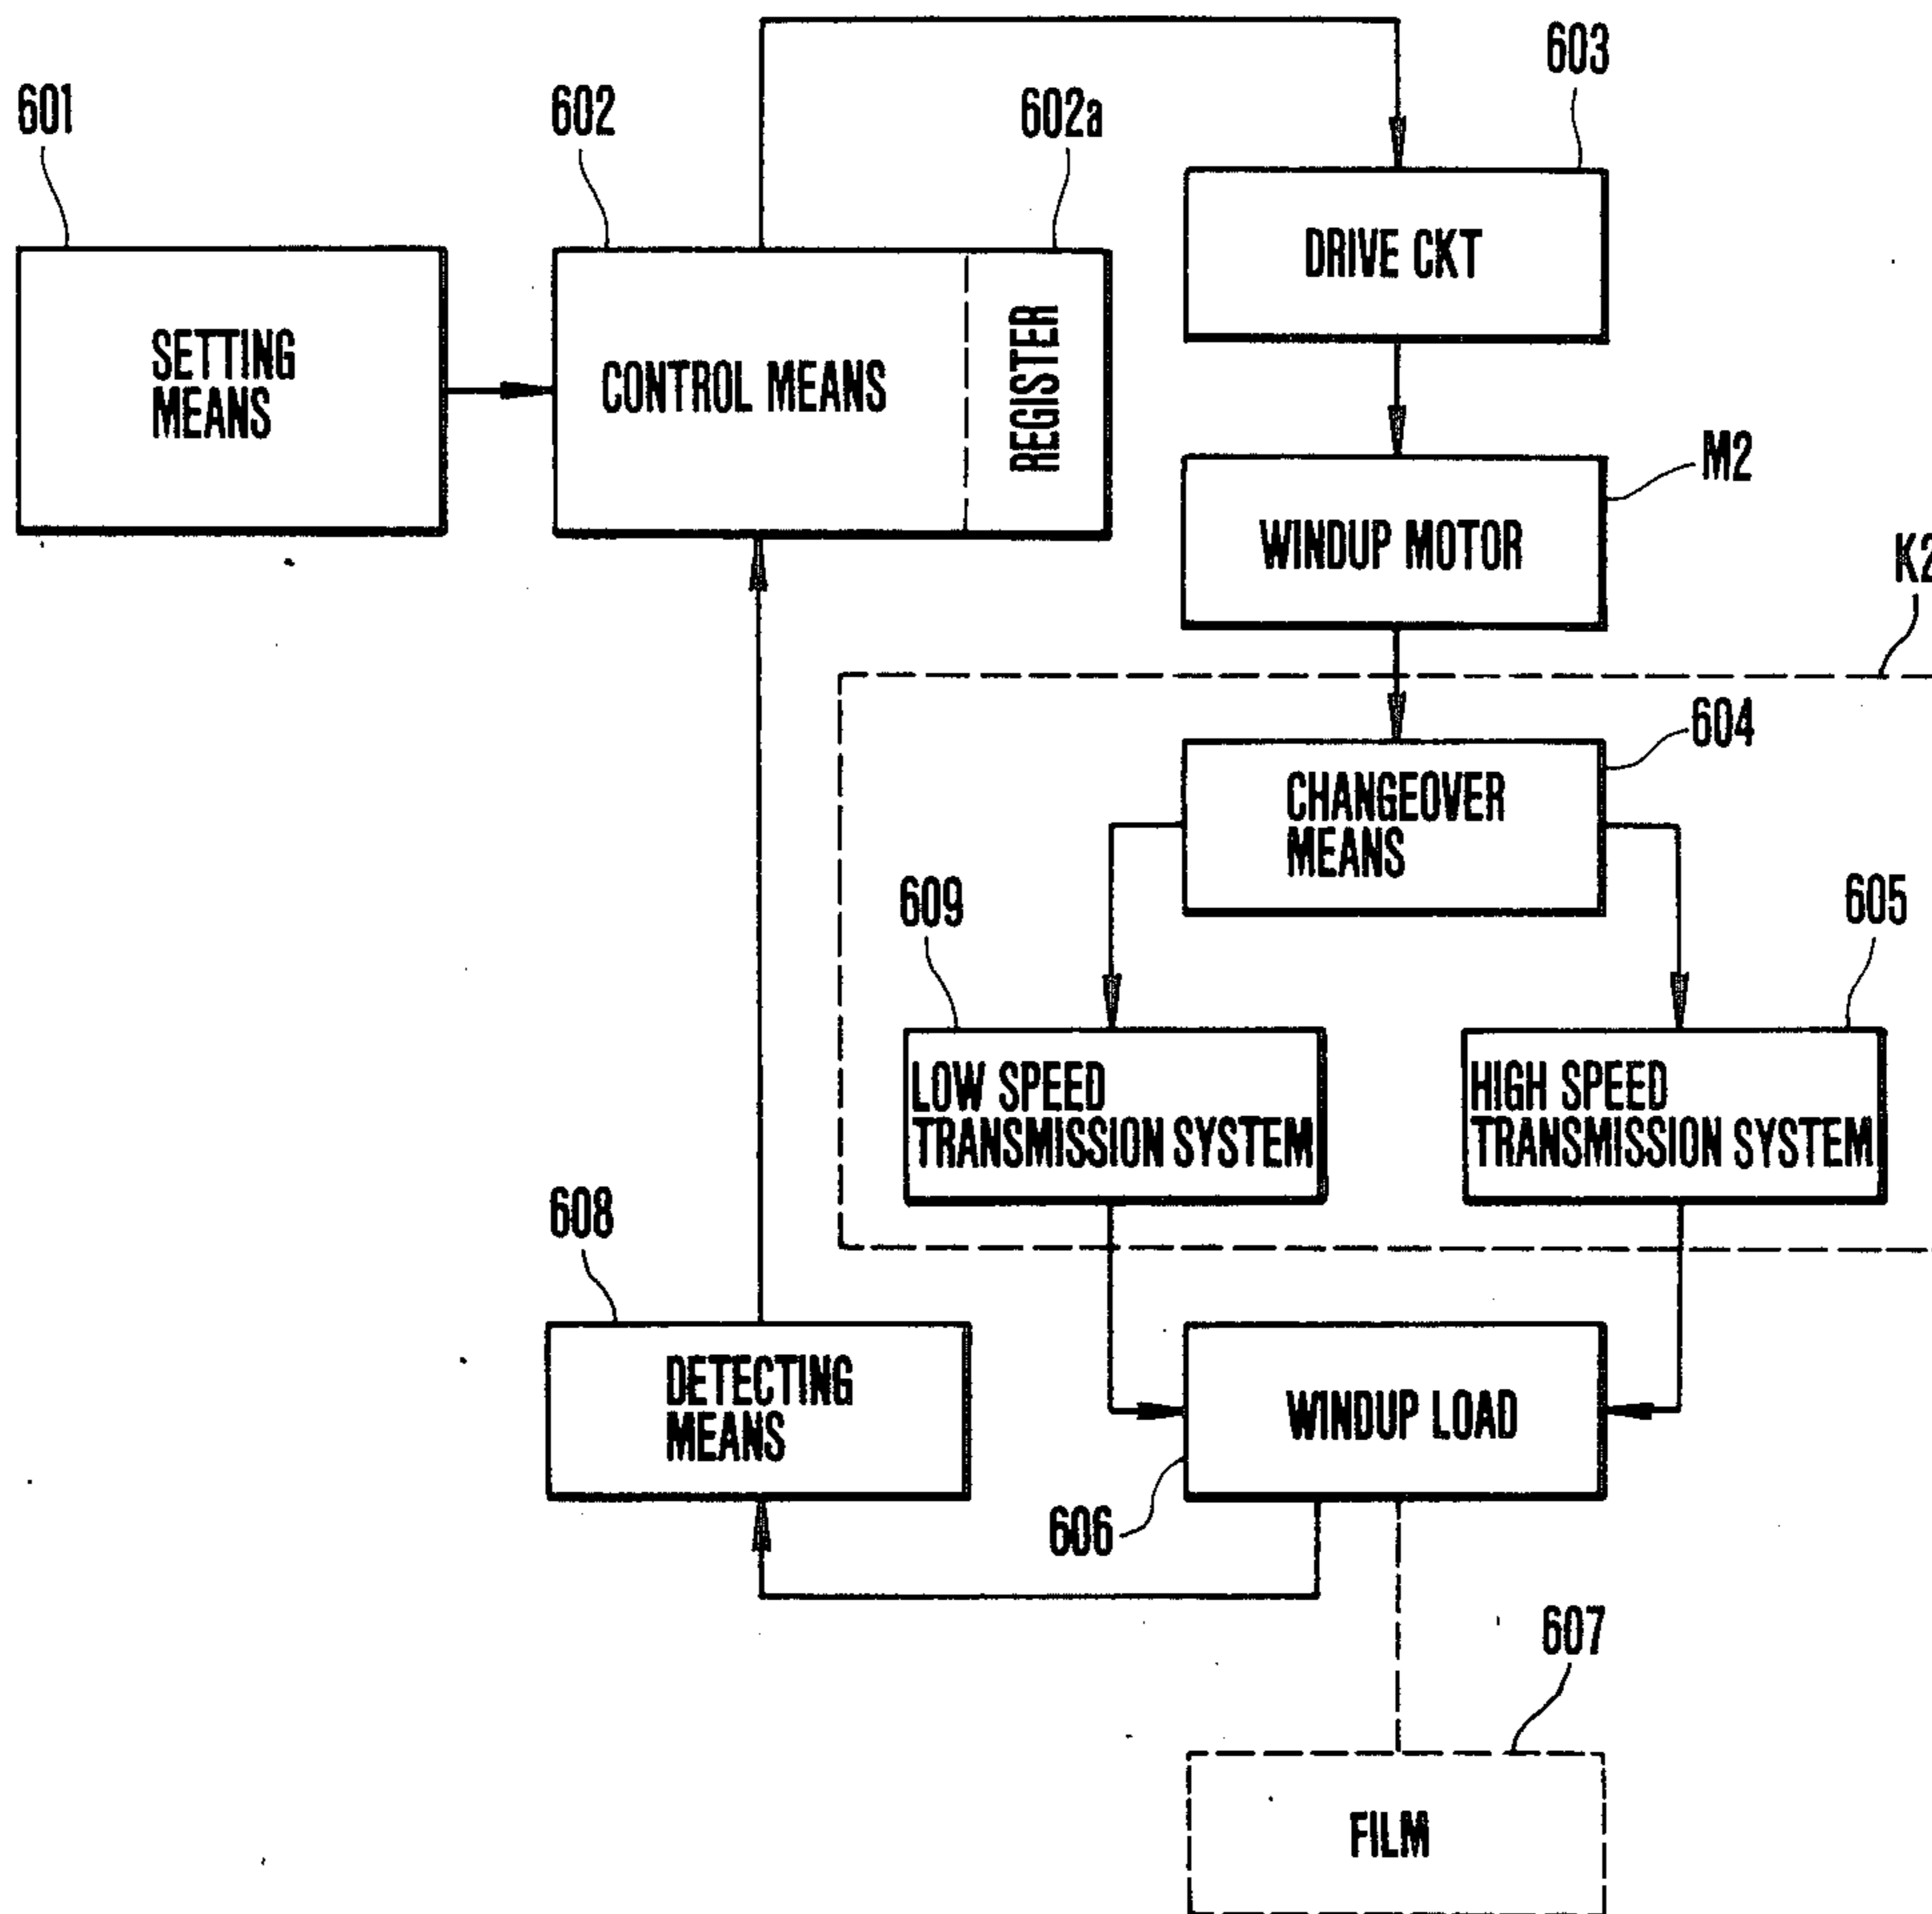 603
601
602
602a
DRIVE CKT
SETTING
MEANS
CONTROL MEANS
REGISTER
M2
WINDUP MOTOR
K2
604
CHANGEOVER
MEANS
609
605
LOW SPEED
TRANSMISSION SYSTEM
HIGH SPEED
TRANSMISSION SYSTEM
608
DETECTING
MEANS
WINDUP LOAD
606
607
FILM